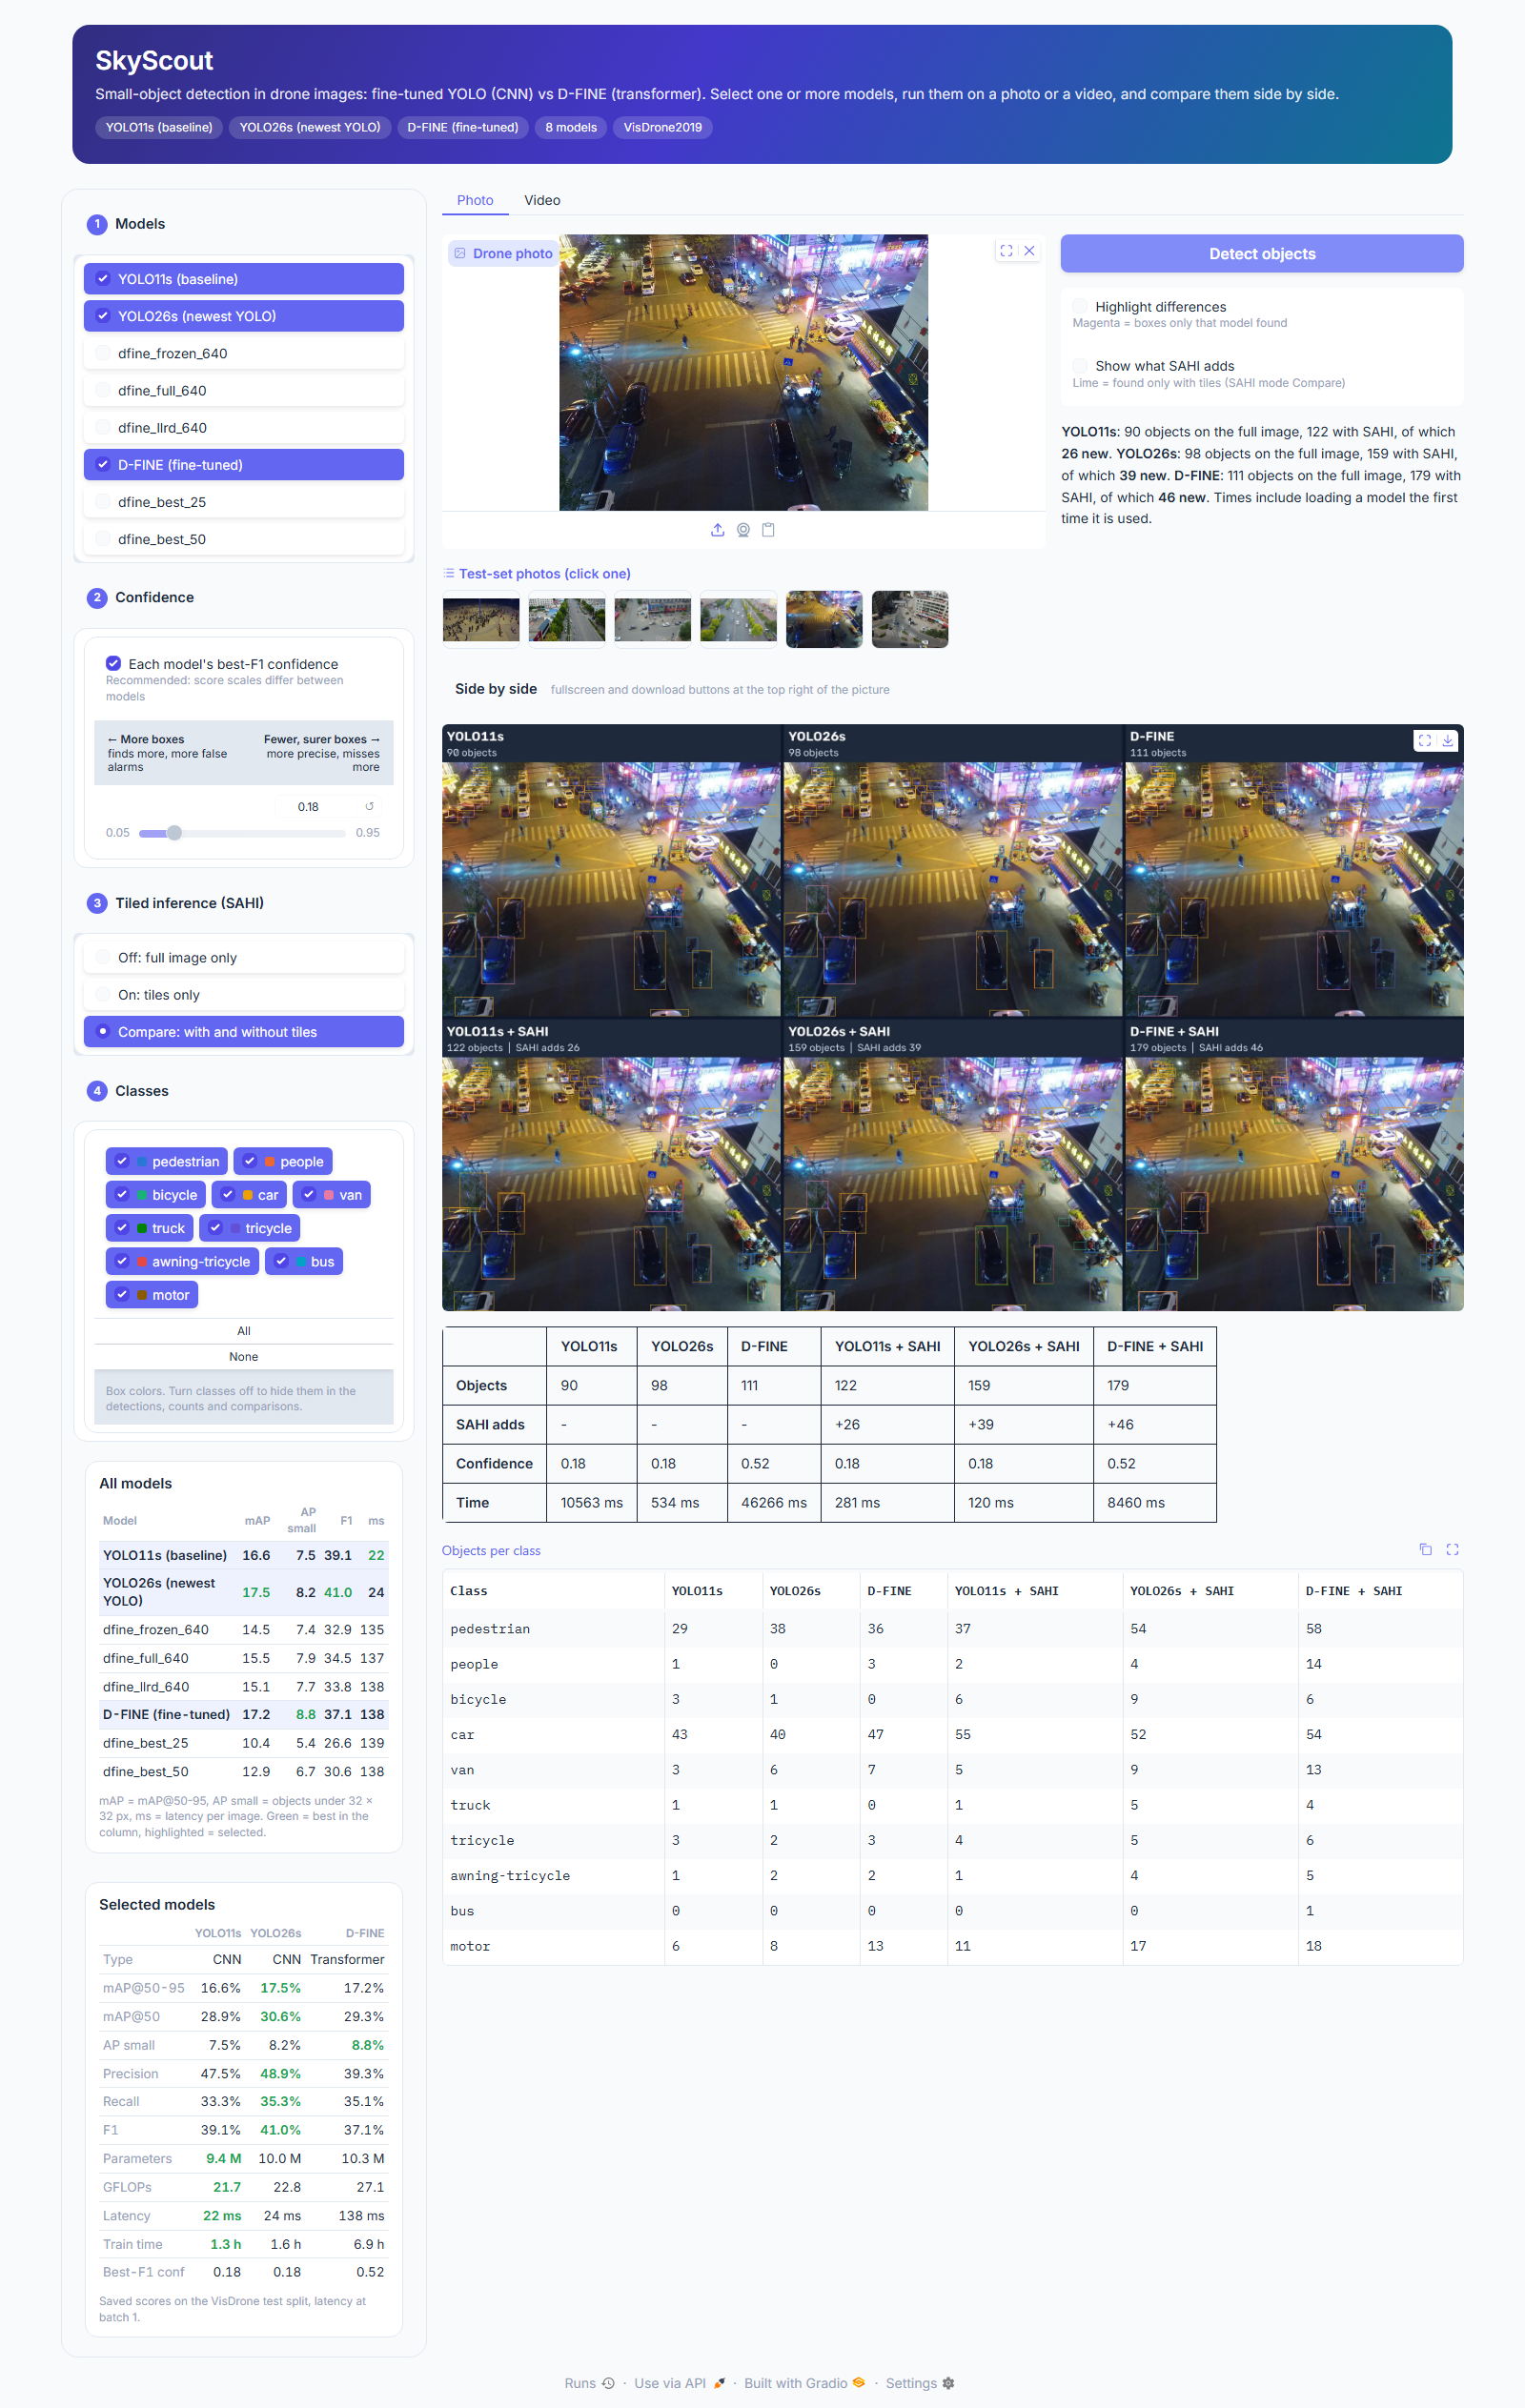 SkyScout
Small-object detection in drone images: fine-tuned YOLO (CNN) vs D-FINE (transformer). Select one or more models, run them on a photo or a video, and compare them side by side.
YOLO11s (baseline) YOLO26s (newest YOLO) D-FINE (fine-tuned) 8 models VisDrone2019
1 Models
YOLO11s (baseline)
YOLO26s (newest YOLO)
dfine_frozen_640
dfine_full_640
dfine_llrd_640
D-FINE (fine-tuned)
dfine_best_25
dfine_best_50
2 Confidence
Each model's best-F1 confidence
Recommended: score scales differ between
models
← More boxes
finds more, more false
alarms
Fewer, surer boxes →
more precise, misses
more
0.18 ↺
0.05 0.95
3 Tiled inference (SAHI)
Off: full image only
On: tiles only
Compare: with and without tiles
4 Classes
pedestrian people
bicycle car van
truck tricycle
awning-tricycle bus
motor
All
None
Box colors. Turn classes off to hide them in the
detections, counts and comparisons.
All models
Model mAP AP small F1 ms
YOLO11s (baseline) 16.6 7.5 39.1 22
YOLO26s (newest YOLO) 17.5 8.2 41.0 24
dfine_frozen_640 14.5 7.4 32.9 135
dfine_full_640 15.5 7.9 34.5 137
dfine_llrd_640 15.1 7.7 33.8 138
D-FINE (fine-tuned) 17.2 8.8 37.1 138
dfine_best_25 10.4 5.4 26.6 139
dfine_best_50 12.9 6.7 30.6 138
mAP = mAP@50-95, AP small = objects under 32 ×
32 px, ms = latency per image. Green = best in the
column, highlighted = selected.
Selected models
YOLO11s YOLO26s D-FINE
Type CNN CNN Transformer
mAP@50-95 16.6% 17.5% 17.2%
mAP@50 28.9% 30.6% 29.3%
AP small 7.5% 8.2% 8.8%
Precision 47.5% 48.9% 39.3%
Recall 33.3% 35.3% 35.1%
F1 39.1% 41.0% 37.1%
Parameters 9.4 M 10.0 M 10.3 M
GFLOPs 21.7 22.8 27.1
Latency 22 ms 24 ms 138 ms
Train time 1.3 h 1.6 h 6.9 h
Best-F1 conf 0.18 0.18 0.52
Saved scores on the VisDrone test split, latency at
batch 1.
Photo Video
Drone photo
Detect objects
Highlight differences
Magenta = boxes only that model found
Show what SAHI adds
Lime = found only with tiles (SAHI mode Compare)
YOLO11s: 90 objects on the full image, 122 with SAHI, of which
26 new. YOLO26s: 98 objects on the full image, 159 with SAHI,
of which 39 new. D-FINE: 111 objects on the full image, 179 with
SAHI, of which 46 new. Times include loading a model the first
time it is used.
Test-set photos (click one)
Side by side fullscreen and download buttons at the top right of the picture
YOLO11s YOLO26s D-FINE
90 objects 98 objects 111 objects
YOLO11s + SAHI YOLO26s + SAHI D-FINE + SAHI
122 objects | SAHI adds 26 159 objects | SAHI adds 39 179 objects | SAHI adds 46
YOLO11s YOLO26s D-FINE YOLO11s + SAHI YOLO26s + SAHI D-FINE + SAHI
Objects 90 98 111 122 159 179
SAHI adds - - - +26 +39 +46
Confidence 0.18 0.18 0.52 0.18 0.18 0.52
Time 10563 ms 534 ms 46266 ms 281 ms 120 ms 8460 ms
Objects per class
Class YOLO11s YOLO26s D-FINE YOLO11s + SAHI YOLO26s + SAHI D-FINE + SAHI
pedestrian 29 38 36 37 54 58
people 1 0 3 2 4 14
bicycle 3 1 0 6 9 6
car 43 40 47 55 52 54
van 3 6 7 5 9 13
truck 1 1 0 1 5 4
tricycle 3 2 3 4 5 6
awning-tricycle 1 2 2 1 4 5
bus 0 0 0 0 0 1
motor 6 8 13 11 17 18
Runs · Use via API · Built with Gradio · Settings